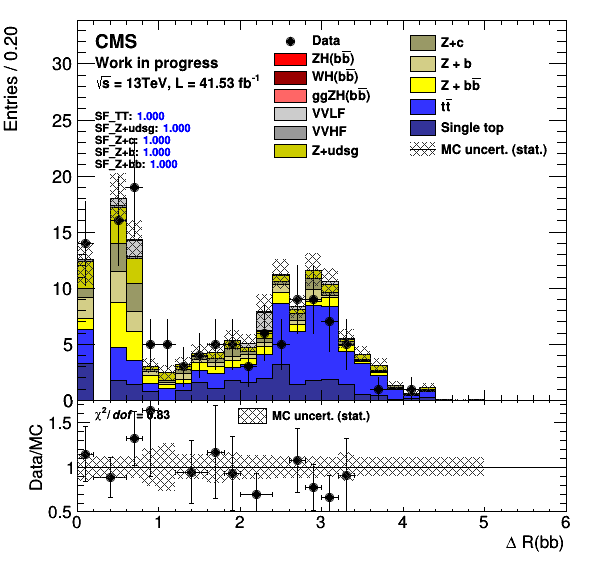 Entries / 0.20
30
25
20
15
10
5
0
CMS
Work in progress
√s = 13TeV, L = 41.53 fb⁻¹
SF_TT: 1.000
SF_Z+udsg: 1.000
SF_Z+c: 1.000
SF_Z+b: 1.000
SF_Z+bb: 1.000
Data
ZH(bb̅)
WH(bb̅)
ggZH(bb̅)
VVLF
VVHF
Z+udsg
Z+c
Z + b
Z + bb̅
tt̅
Single top
MC uncert. (stat.)
Data/MC
1.5
1
0.5
χ²/dof = 0.83
MC uncert. (stat.)
0 1 2 3 4 5 6
Δ R(bb)